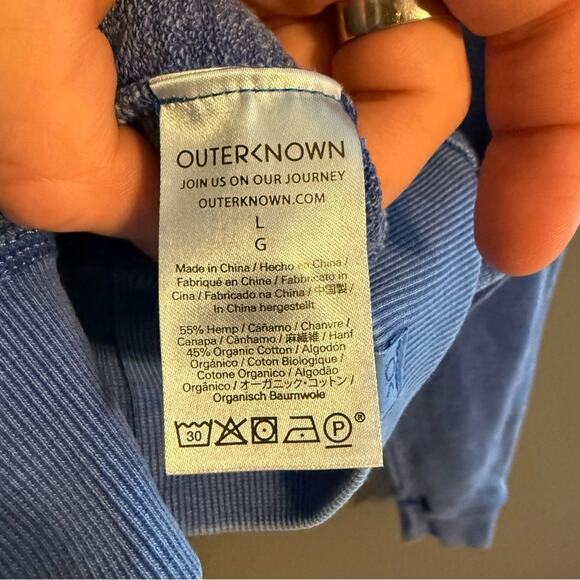 OUTERKNOWN
JOIN US ON OUR JOURNEY
OUTERKNOWN.COM
L
G
Made in China / Hecho en China /
Fabriqué en Chine / Fabbricato in
Cina / Fabricado na China / 中国製 /
in China hergestellt
55% Hemp / Cáñamo / Chanvre /
Canapa / Cânhamo / 麻繊維 / Hanf
45% Organic Cotton / Algodón
Orgánico / Coton Biologique /
Cotone Organico / Algodão
Orgânico / オーガニック・コットン /
Organisch Baumwole
30 P ®